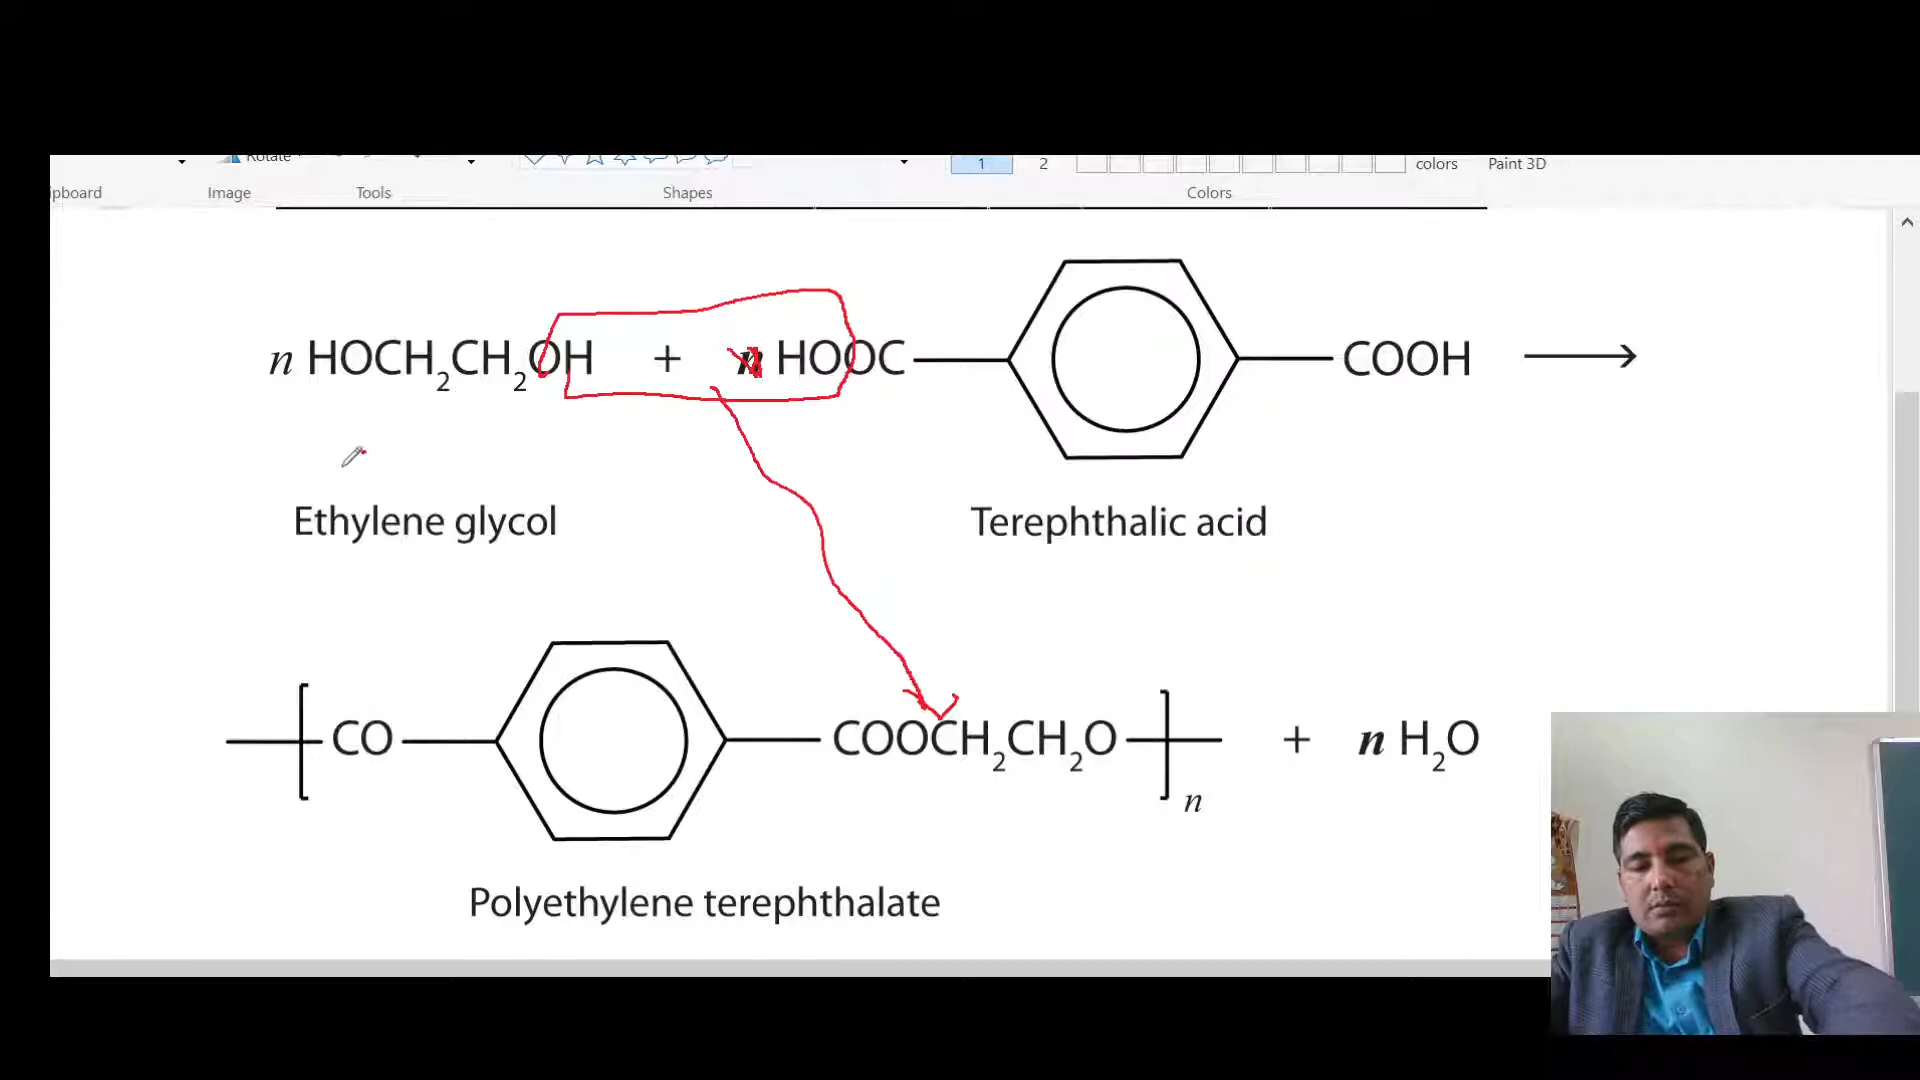 Rotate
1 2 colors Paint 3D
ipboard Image Tools Shapes Colors
n HOCH₂CH₂OH + n HOOC COOH ⟶
Ethylene glycol Terephthalic acid
CO COOCH₂CH₂O n + n H₂O
Polyethylene terephthalate